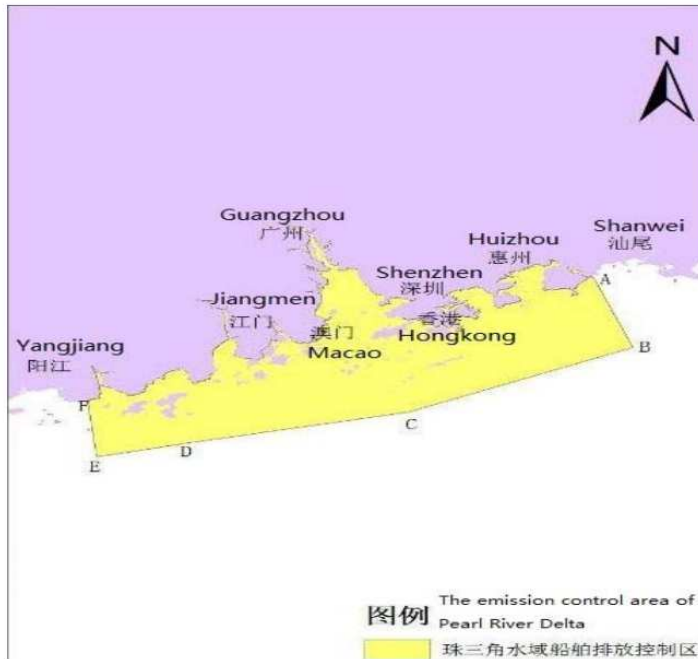 N
Guangzhou
广州
Shanwei
汕尾
Huizhou
惠州
Shenzhen
深圳
A
Jiangmen
江门
香港
Hongkong
澳门
Macao
B
Yangjiang
阳江
F
C
D
E
图例
The emission control area of
Pearl River Delta
珠三角水域船舶排放控制区